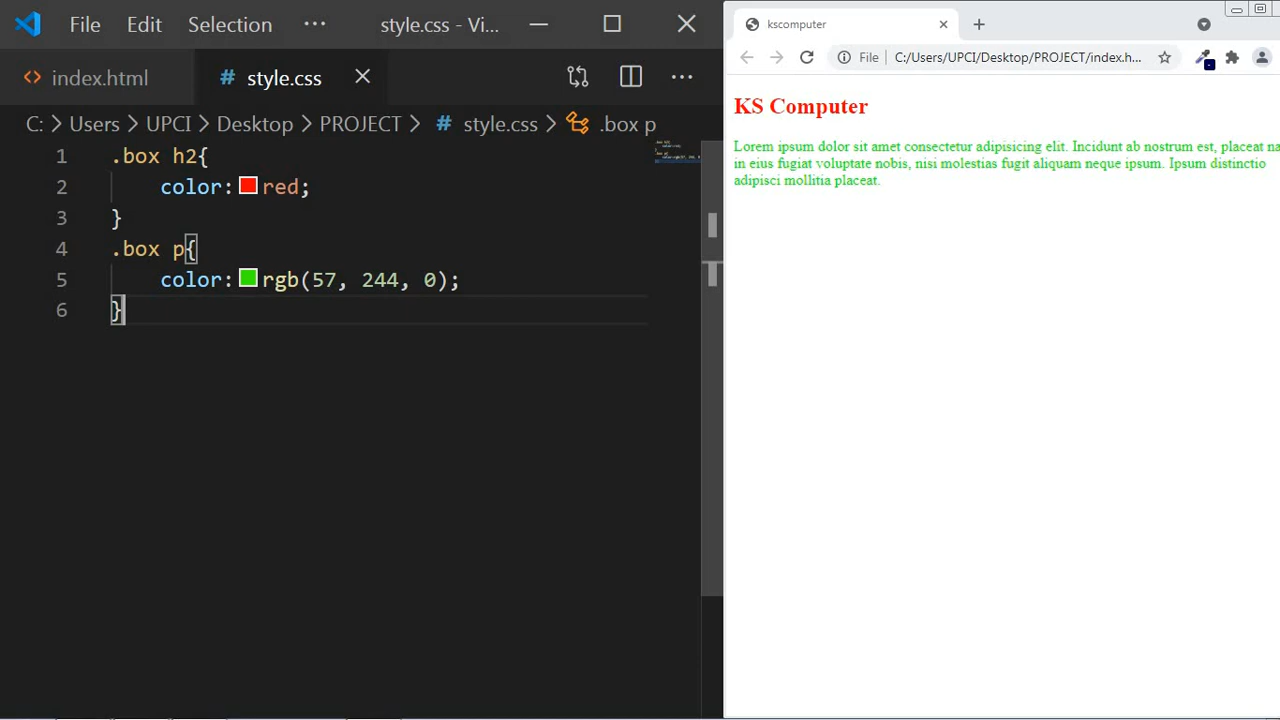 File Edit Selection ··· style.css - Vi...
index.html # style.css
C: > Users > UPCI > Desktop > PROJECT > # style.css > .box p
1 .box h2{
2 color: red;
3 }
4 .box p{
5 color: rgb(57, 244, 0);
6 }
kscomputer
File C:/Users/UPCI/Desktop/PROJECT/index.h...
KS Computer
Lorem ipsum dolor sit amet consectetur adipisicing elit. Incidunt ab nostrum est, placeat na
in eius fugiat voluptate nobis, nisi molestias fugit aliquam neque ipsum. Ipsum distinctio
adipisci mollitia placeat.